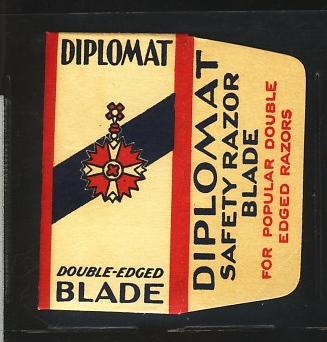 DIPLOMAT
DOUBLE-EDGED
BLADE
DIPLOMAT
SAFETY RAZOR
BLADE
FOR POPULAR DOUBLE
EDGED RAZORS